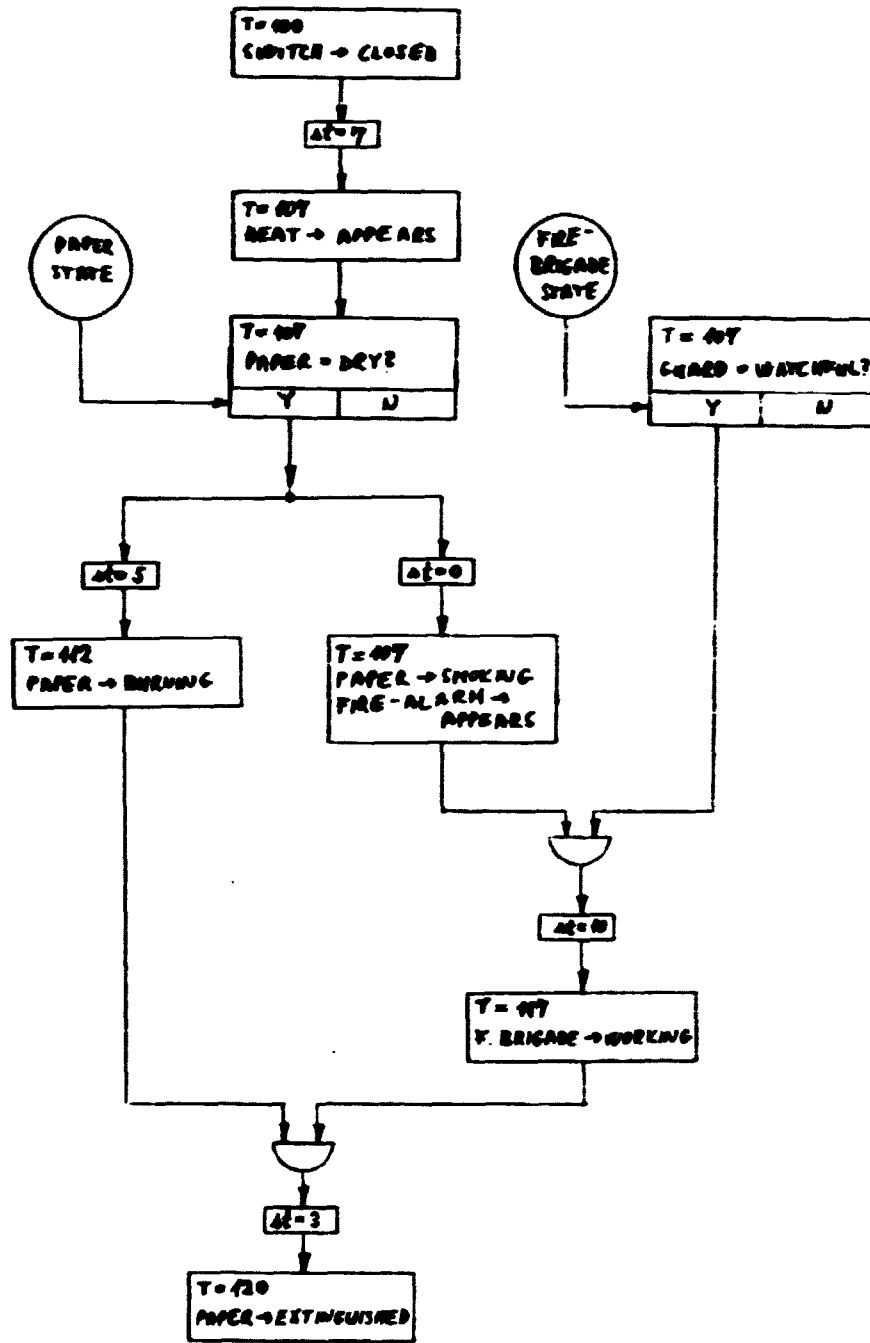 T=100
SWITCH → CLOSED
Δt=7
T=107
HEAT → APPEARS
PAPER
STATE
FIRE-
BRIGADE
STATE
T=107
PAPER = DRY?
Y
N
T=107
GUARD = WATCHFUL?
Y
N
Δt=5
Δt=0
T=112
PAPER → BURNING
T=107
PAPER → SMOKING
FIRE-ALARM →
APPEARS
Δt=10
T=117
F. BRIGADE → WORKING
Δt=3
T=120
PAPER → EXTINGUISHED